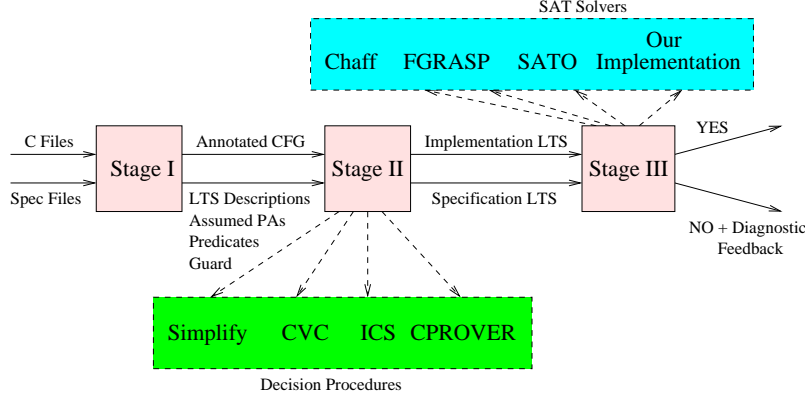 SAT Solvers
Our
Chaff FGRASP SATO Implementation
C Files
Spec Files
Stage I
Annotated CFG
LTS Descriptions
Assumed PAs
Predicates
Guard
Stage II
Implementation LTS
Specification LTS
Stage III
YES
NO + Diagnostic
Feedback
Simplify CVC ICS CPROVER
Decision Procedures